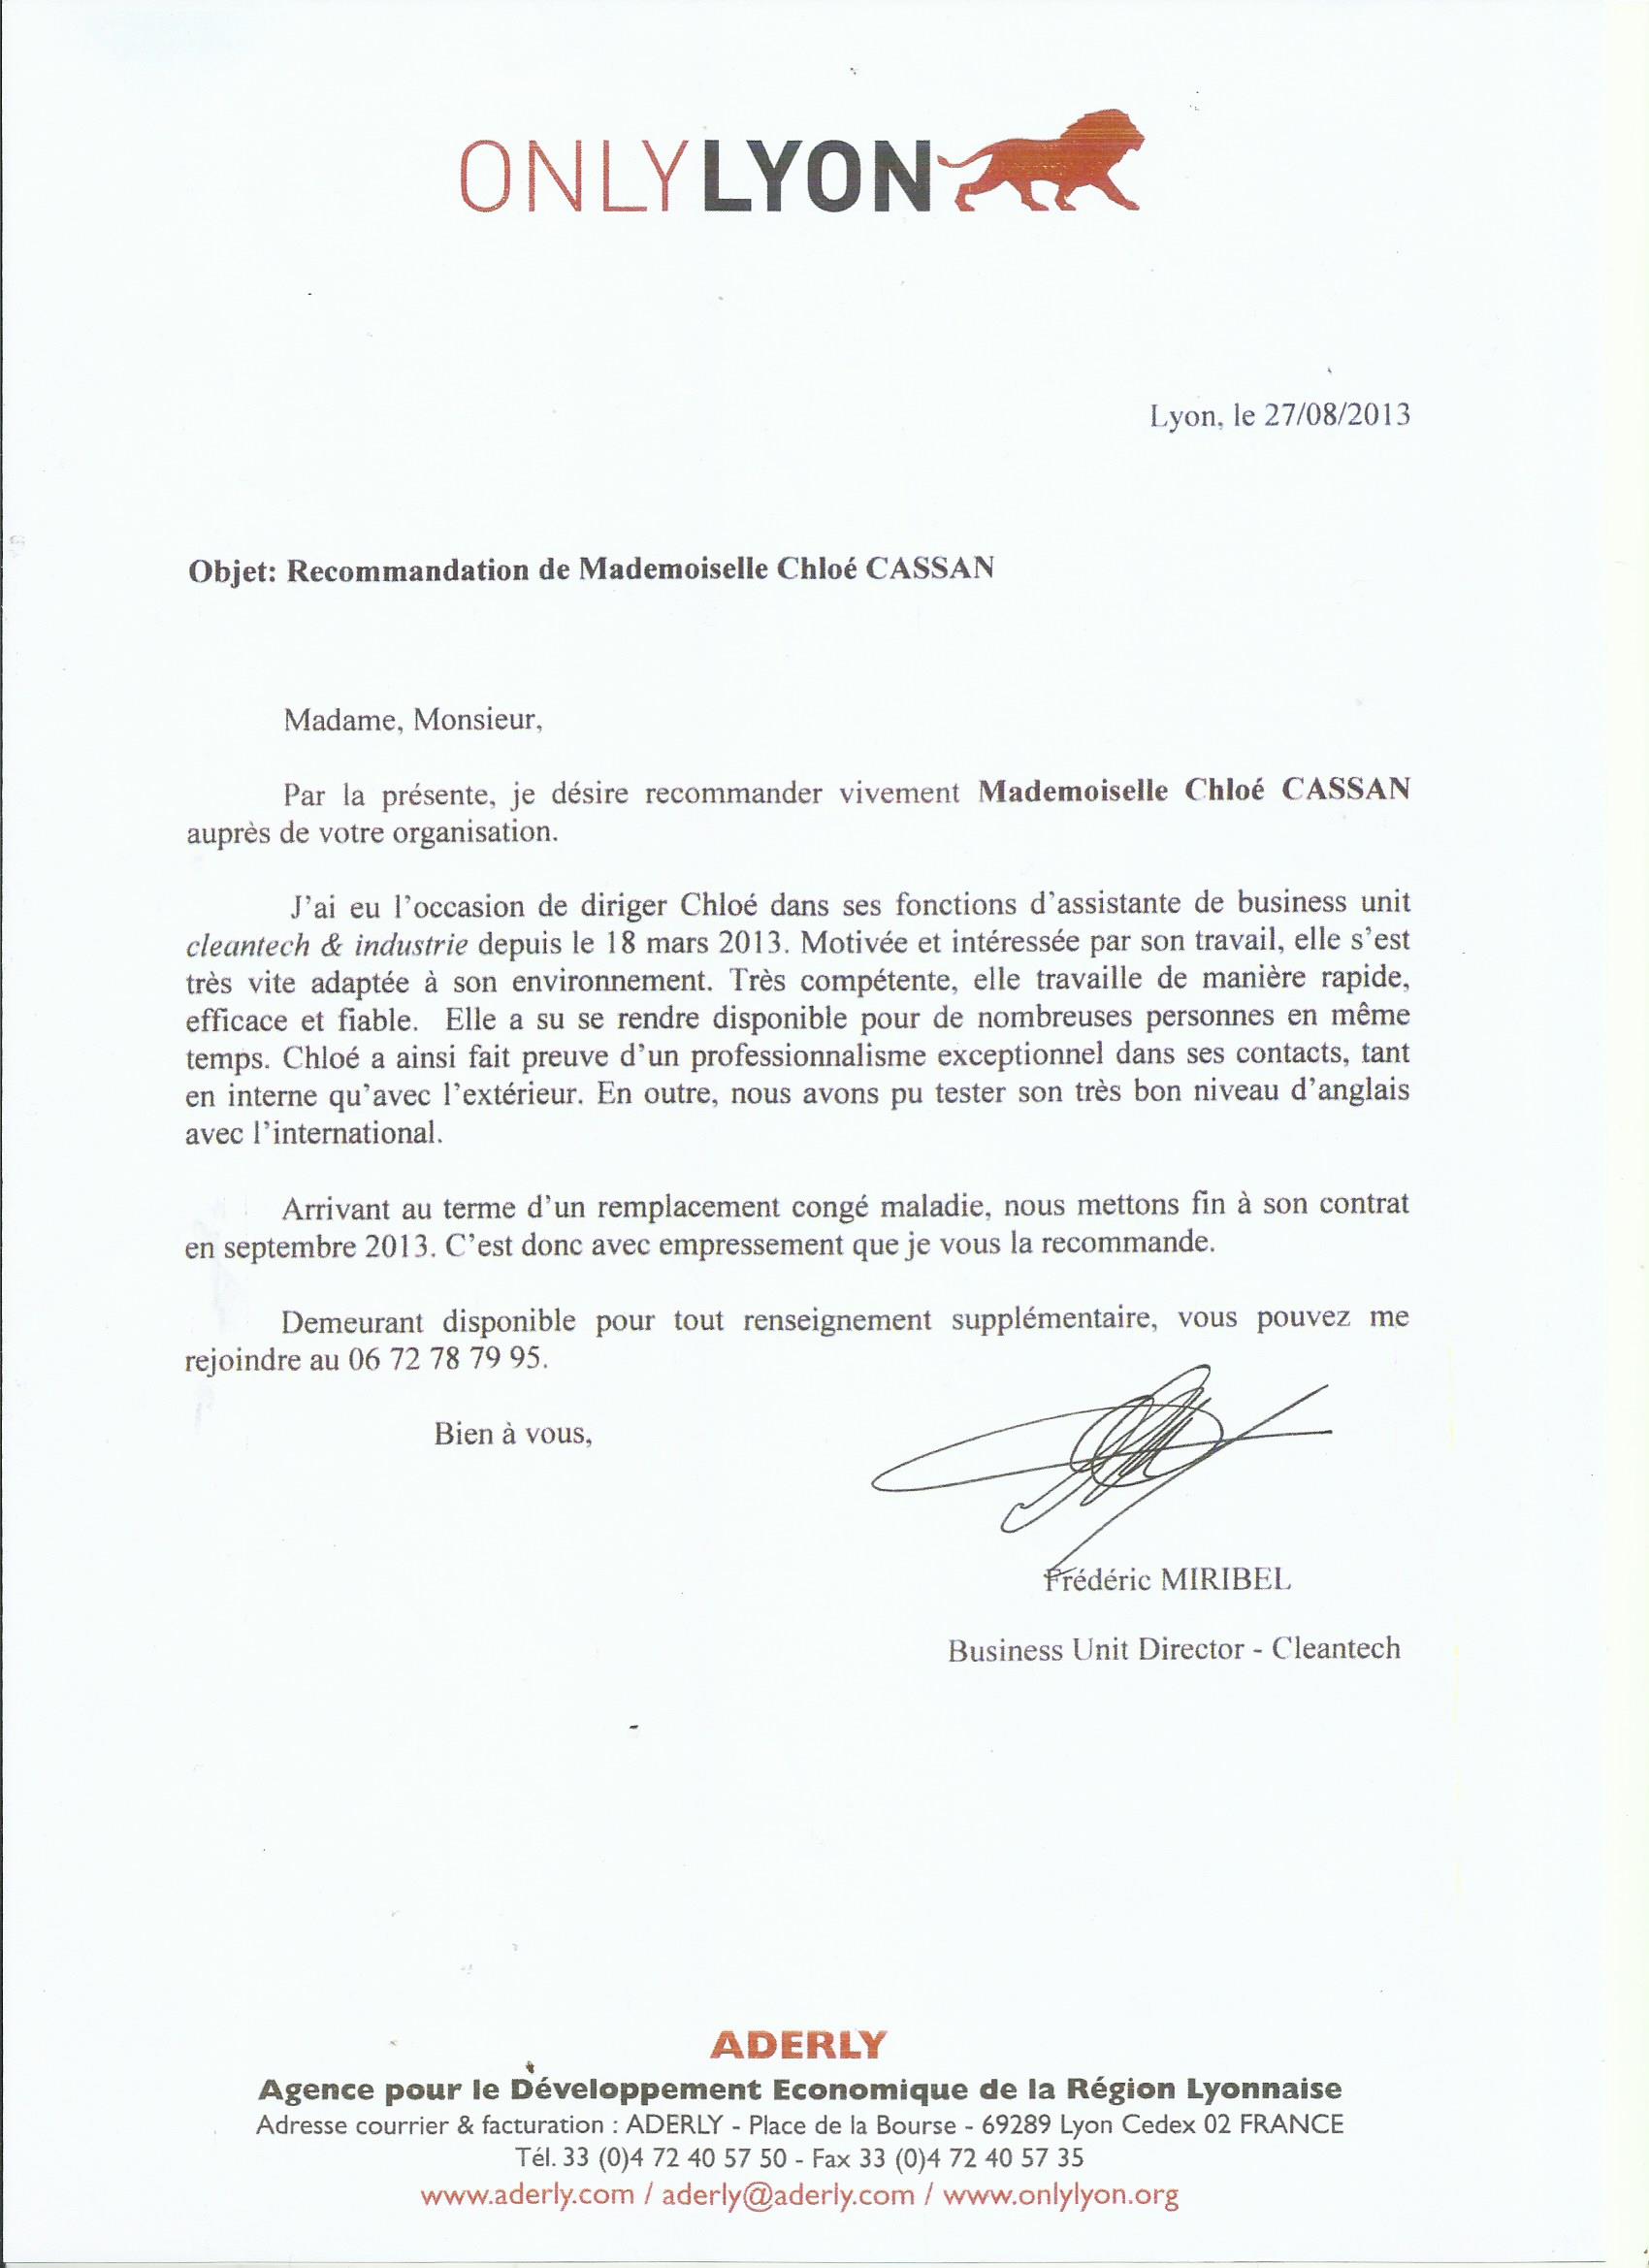 ONLYLYON
Lyon, le 27/08/2013
Objet: Recommandation de Mademoiselle Chloé CASSAN
Madame, Monsieur,
Par la présente, je désire recommander vivement Mademoiselle Chloé CASSAN
auprès de votre organisation.
J'ai eu l'occasion de diriger Chloé dans ses fonctions d'assistante de business unit
cleantech & industrie depuis le 18 mars 2013. Motivée et intéressée par son travail, elle s'est
très vite adaptée à son environnement. Très compétente, elle travaille de manière rapide,
efficace et fiable. Elle a su se rendre disponible pour de nombreuses personnes en même
temps. Chloé a ainsi fait preuve d'un professionnalisme exceptionnel dans ses contacts, tant
en interne qu'avec l'extérieur. En outre, nous avons pu tester son très bon niveau d'anglais
avec l'international.
Arrivant au terme d'un remplacement congé maladie, nous mettons fin à son contrat
en septembre 2013. C'est donc avec empressement que je vous la recommande.
Demeurant disponible pour tout renseignement supplémentaire, vous pouvez me
rejoindre au 06 72 78 79 95.
Bien à vous,
Frédéric MIRIBEL
Business Unit Director - Cleantech
ADERLY
Agence pour le Développement Economique de la Région Lyonnaise
Adresse courrier & facturation : ADERLY - Place de la Bourse - 69289 Lyon Cedex 02 FRANCE
Tél. 33 (0)4 72 40 57 50 - Fax 33 (0)4 72 40 57 35
www.aderly.com / aderly@aderly.com / www.onlylyon.org